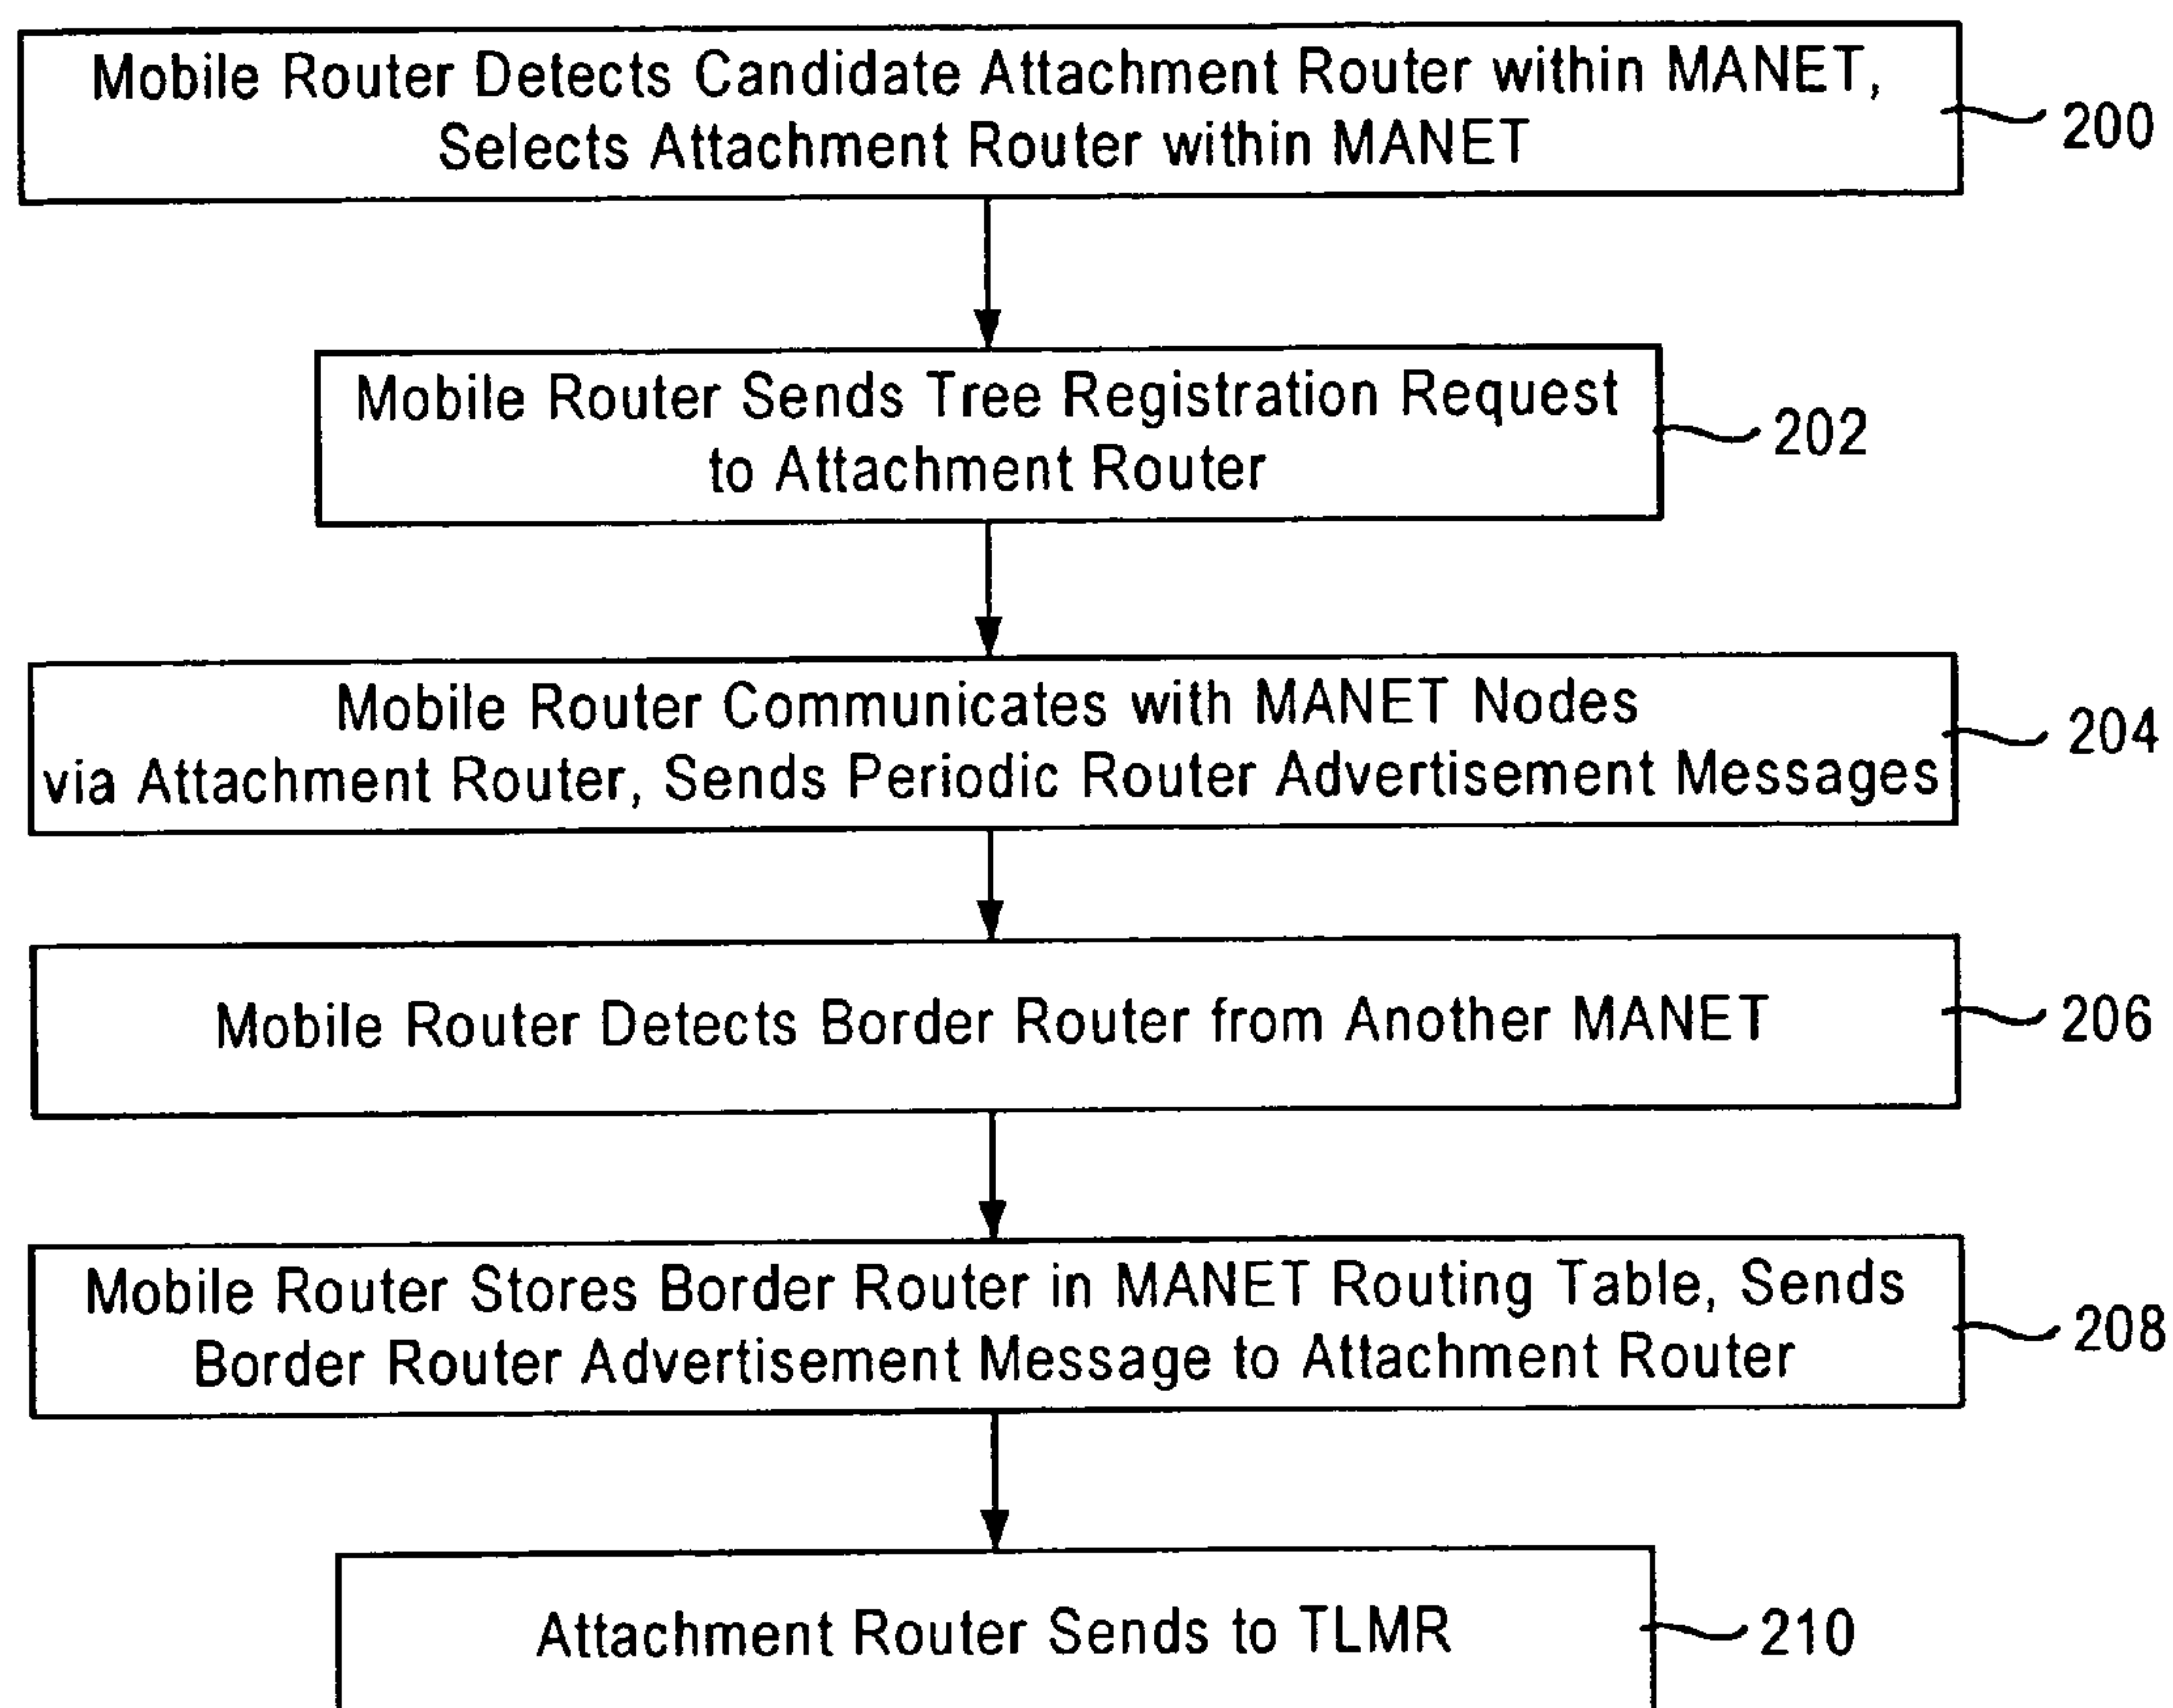 Mobile Router Detects Candidate Attachment Router within MANET,
Selects Attachment Router within MANET
200
Mobile Router Sends Tree Registration Request
to Attachment Router
202
Mobile Router Communicates with MANET Nodes
via Attachment Router, Sends Periodic Router Advertisement Messages
204
Mobile Router Detects Border Router from Another MANET
206
Mobile Router Stores Border Router in MANET Routing Table, Sends
Border Router Advertisement Message to Attachment Router
208
Attachment Router Sends to TLMR
210